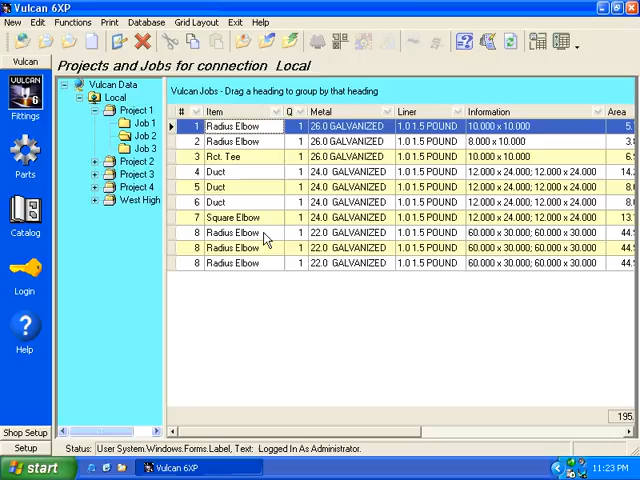 Vulcan 6XP
New Edit Functions Print Database Grid Layout Exit Help
Projects and Jobs for connection Local
Vulcan
VULCAN
6
Fittings
Parts
Catalog
Login
Help
Shop Setup
Setup
Vulcan Data
Local
Project 1
Job 1
Job 2
Job 3
Project 2
Project 3
Project 4
West High
Vulcan Jobs - Drag a heading to group by that heading
# Item Q Metal Liner Information Area
1 Radius Elbow 1 26.0 GALVANIZED 1.0 1.5 POUND 10.000 x 10.000 5.
2 Radius Elbow 1 26.0 GALVANIZED 1.0 1.5 POUND 8.000 x 10.000 3.
3 Rct. Tee 1 26.0 GALVANIZED 1.0 1.5 POUND 10.000 x 10.000 6.
4 Duct 1 24.0 GALVANIZED 1.0 1.5 POUND 12.000 x 24.000; 12.000 x 24.000 14.
5 Duct 1 24.0 GALVANIZED 1.0 1.5 POUND 12.000 x 24.000; 12.000 x 24.000
6 Duct 1 24.0 GALVANIZED 1.0 1.5 POUND 12.000 x 24.000; 12.000 x 24.000
7 Square Elbow 1 24.0 GALVANIZED 1.0 1.5 POUND 12.000 x 24.000; 12.000 x 24.000 13.
8 Radius Elbow 1 22.0 GALVANIZED 1.0 1.5 POUND 60.000 x 30.000; 60.000 x 30.000 44.
8 Radius Elbow 1 22.0 GALVANIZED 1.0 1.5 POUND 60.000 x 30.000; 60.000 x 30.000 44.
8 Radius Elbow 1 22.0 GALVANIZED 1.0 1.5 POUND 60.000 x 30.000; 60.000 x 30.000 44.
195.
Status: User System.Windows.Forms.Label, Text: Logged In As Administrator.
start Vulcan 6XP 11:23 PM